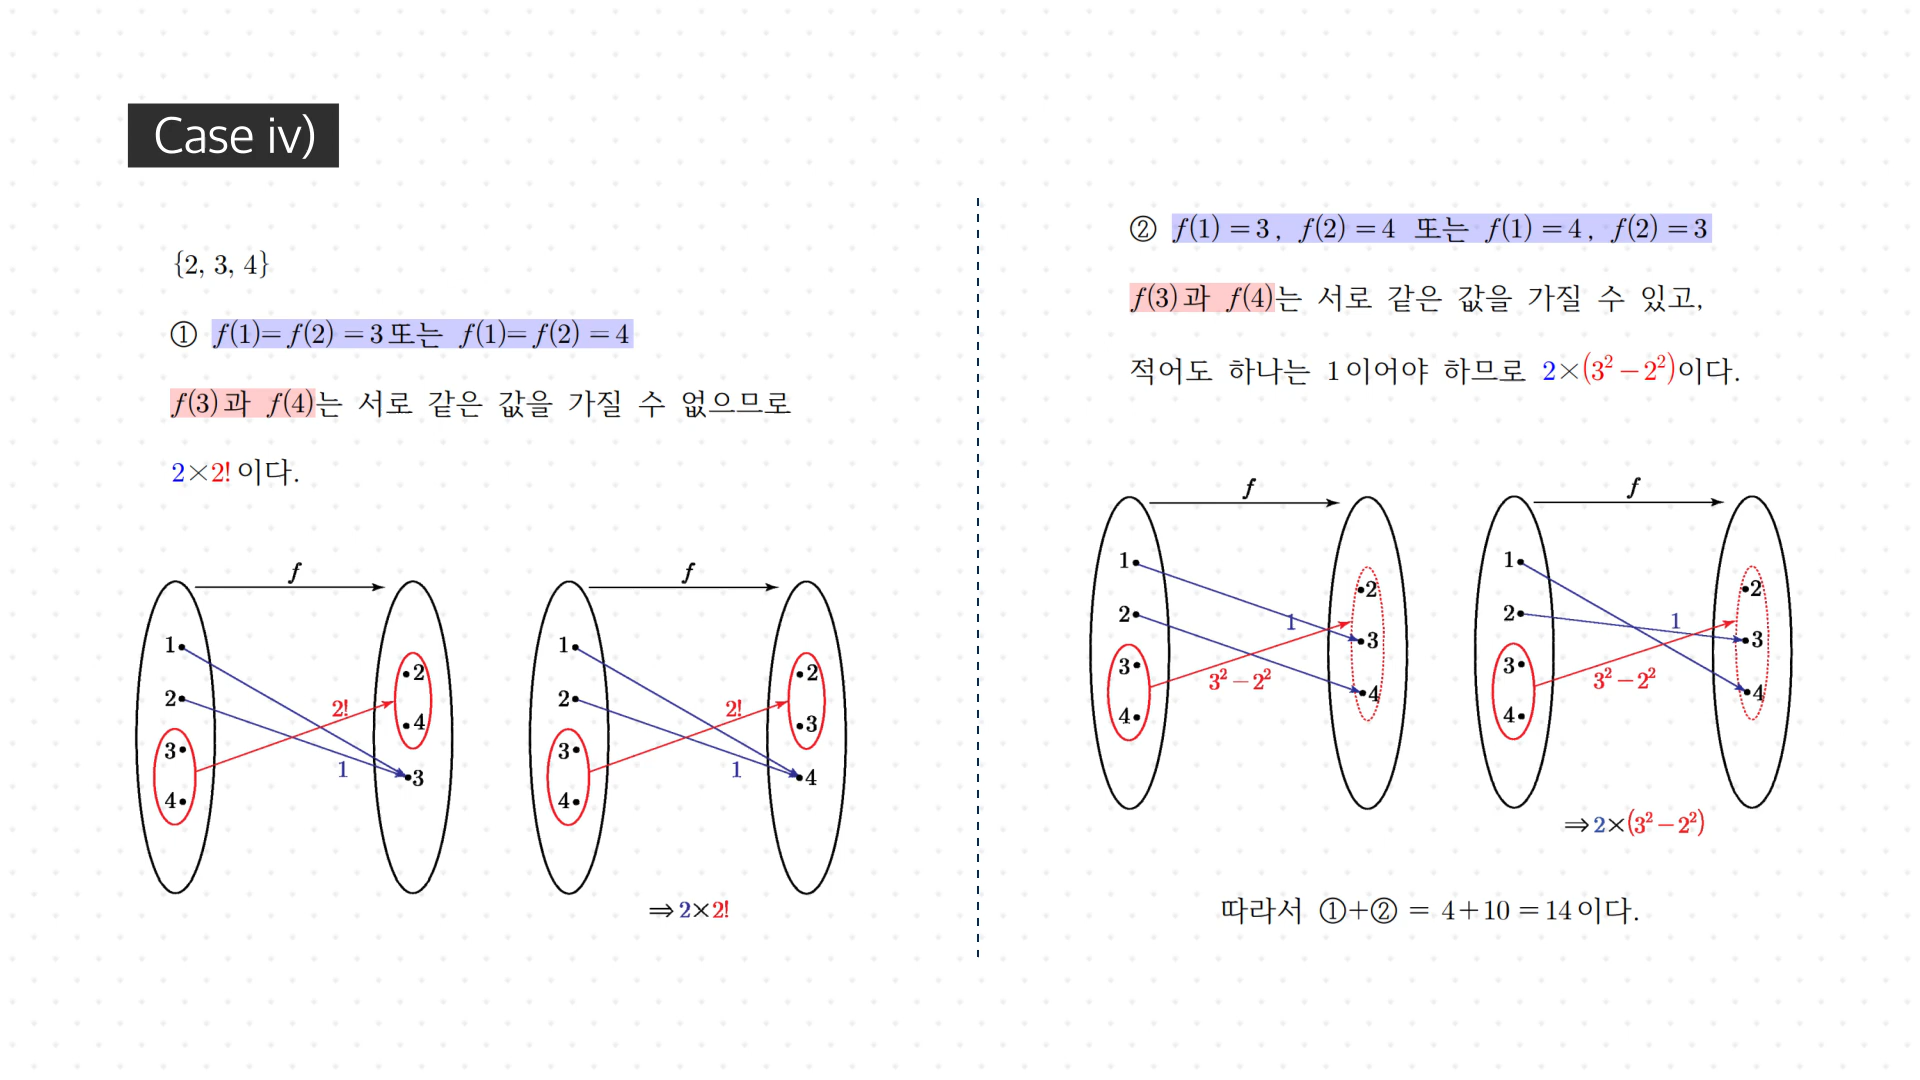 Case iv)
{2, 3, 4}
① f(1)= f(2) = 3 또는 f(1)= f(2) = 4
f(3)과 f(4)는 서로 같은 값을 가질 수 없으므로
2×2! 이다.
f
1
2
3
4
2!
1
2
4
3
f
1
2
3
4
2!
1
2
3
4
⇒2×2!
② f(1) = 3, f(2) = 4 또는 f(1) = 4, f(2) = 3
f(3)과 f(4)는 서로 같은 값을 가질 수 있고,
적어도 하나는 1이어야 하므로 2×(3²−2²)이다.
f
1
2
3
4
1
3²−2²
2
3
4
f
1
2
3
4
1
3²−2²
2
3
4
⇒2×(3²−2²)
따라서 ①+② = 4+10 = 14이다.